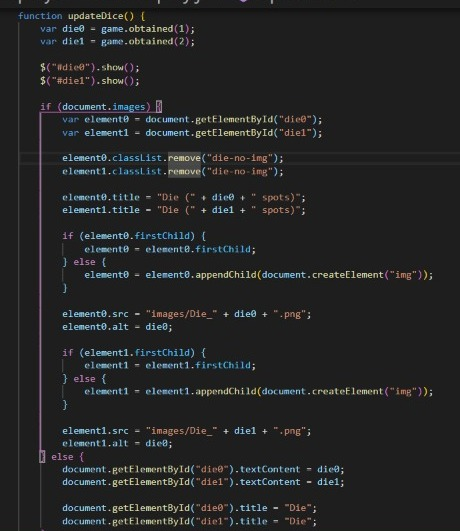 function updateDice() {
var die0 = game.obtained(1);
var die1 = game.obtained(2);
$("#die0").show();
$("#die1").show();
if (document.images) {
var element0 = document.getElementById("die0");
var element1 = document.getElementById("die1");
element0.classList.remove("die-no-img");
element1.classList.remove("die-no-img");
element0.title = "Die (" + die0 + " spots)";
element1.title = "Die (" + die1 + " spots)";
if (element0.firstChild) {
element0 = element0.firstChild;
} else {
element0 = element0.appendChild(document.createElement("img"));
}
element0.src = "images/Die_" + die0 + ".png";
element0.alt = die0;
if (element1.firstChild) {
element1 = element1.firstChild;
} else {
element1 = element1.appendChild(document.createElement("img"));
}
element1.src = "images/Die_" + die1 + ".png";
element1.alt = die0;
} else {
document.getElementById("die0").textContent = die0;
document.getElementById("die1").textContent = die1;
document.getElementById("die0").title = "Die";
document.getElementById("die1").title = "Die";